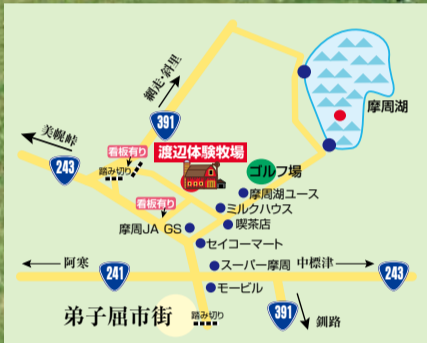 網走・斜里
391
摩周湖
美幌峠
243
看板有り
踏み切り
渡辺体験牧場
ゴルフ場
看板有り
摩周湖ユース
ミルクハウス
喫茶店
摩周JA GS
セイコーマート
阿寒
241
スーパー摩周
中標津
243
モービル
弟子屈市街
踏み切り
391
釧路